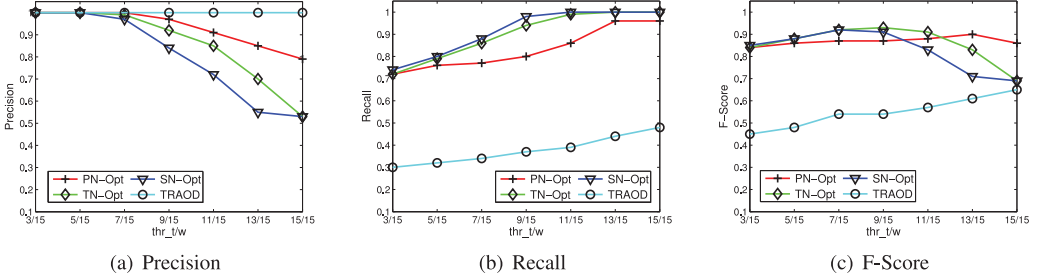 Precision
1
0.9
0.8
0.7
0.6
0.5
0.4
0.3
0.2
0.1
PN-Opt
SN-Opt
TN-Opt
TRAOD
3/15 5/15 7/15 9/15 11/15 13/15 15/15
thr_t/w
(a) Precision
Recall
1
0.9
0.8
0.7
0.6
0.5
0.4
0.3
0.2
0.1
PN-Opt
SN-Opt
TN-Opt
TRAOD
3/15 5/15 7/15 9/15 11/15 13/15 15/15
thr_t/w
(b) Recall
F-Score
1
0.9
0.8
0.7
0.6
0.5
0.4
0.3
0.2
0.1
PN-Opt
SN-Opt
TN-Opt
TRAOD
3/15 5/15 7/15 9/15 11/15 13/15 15/15
thr_t/w
(c) F-Score